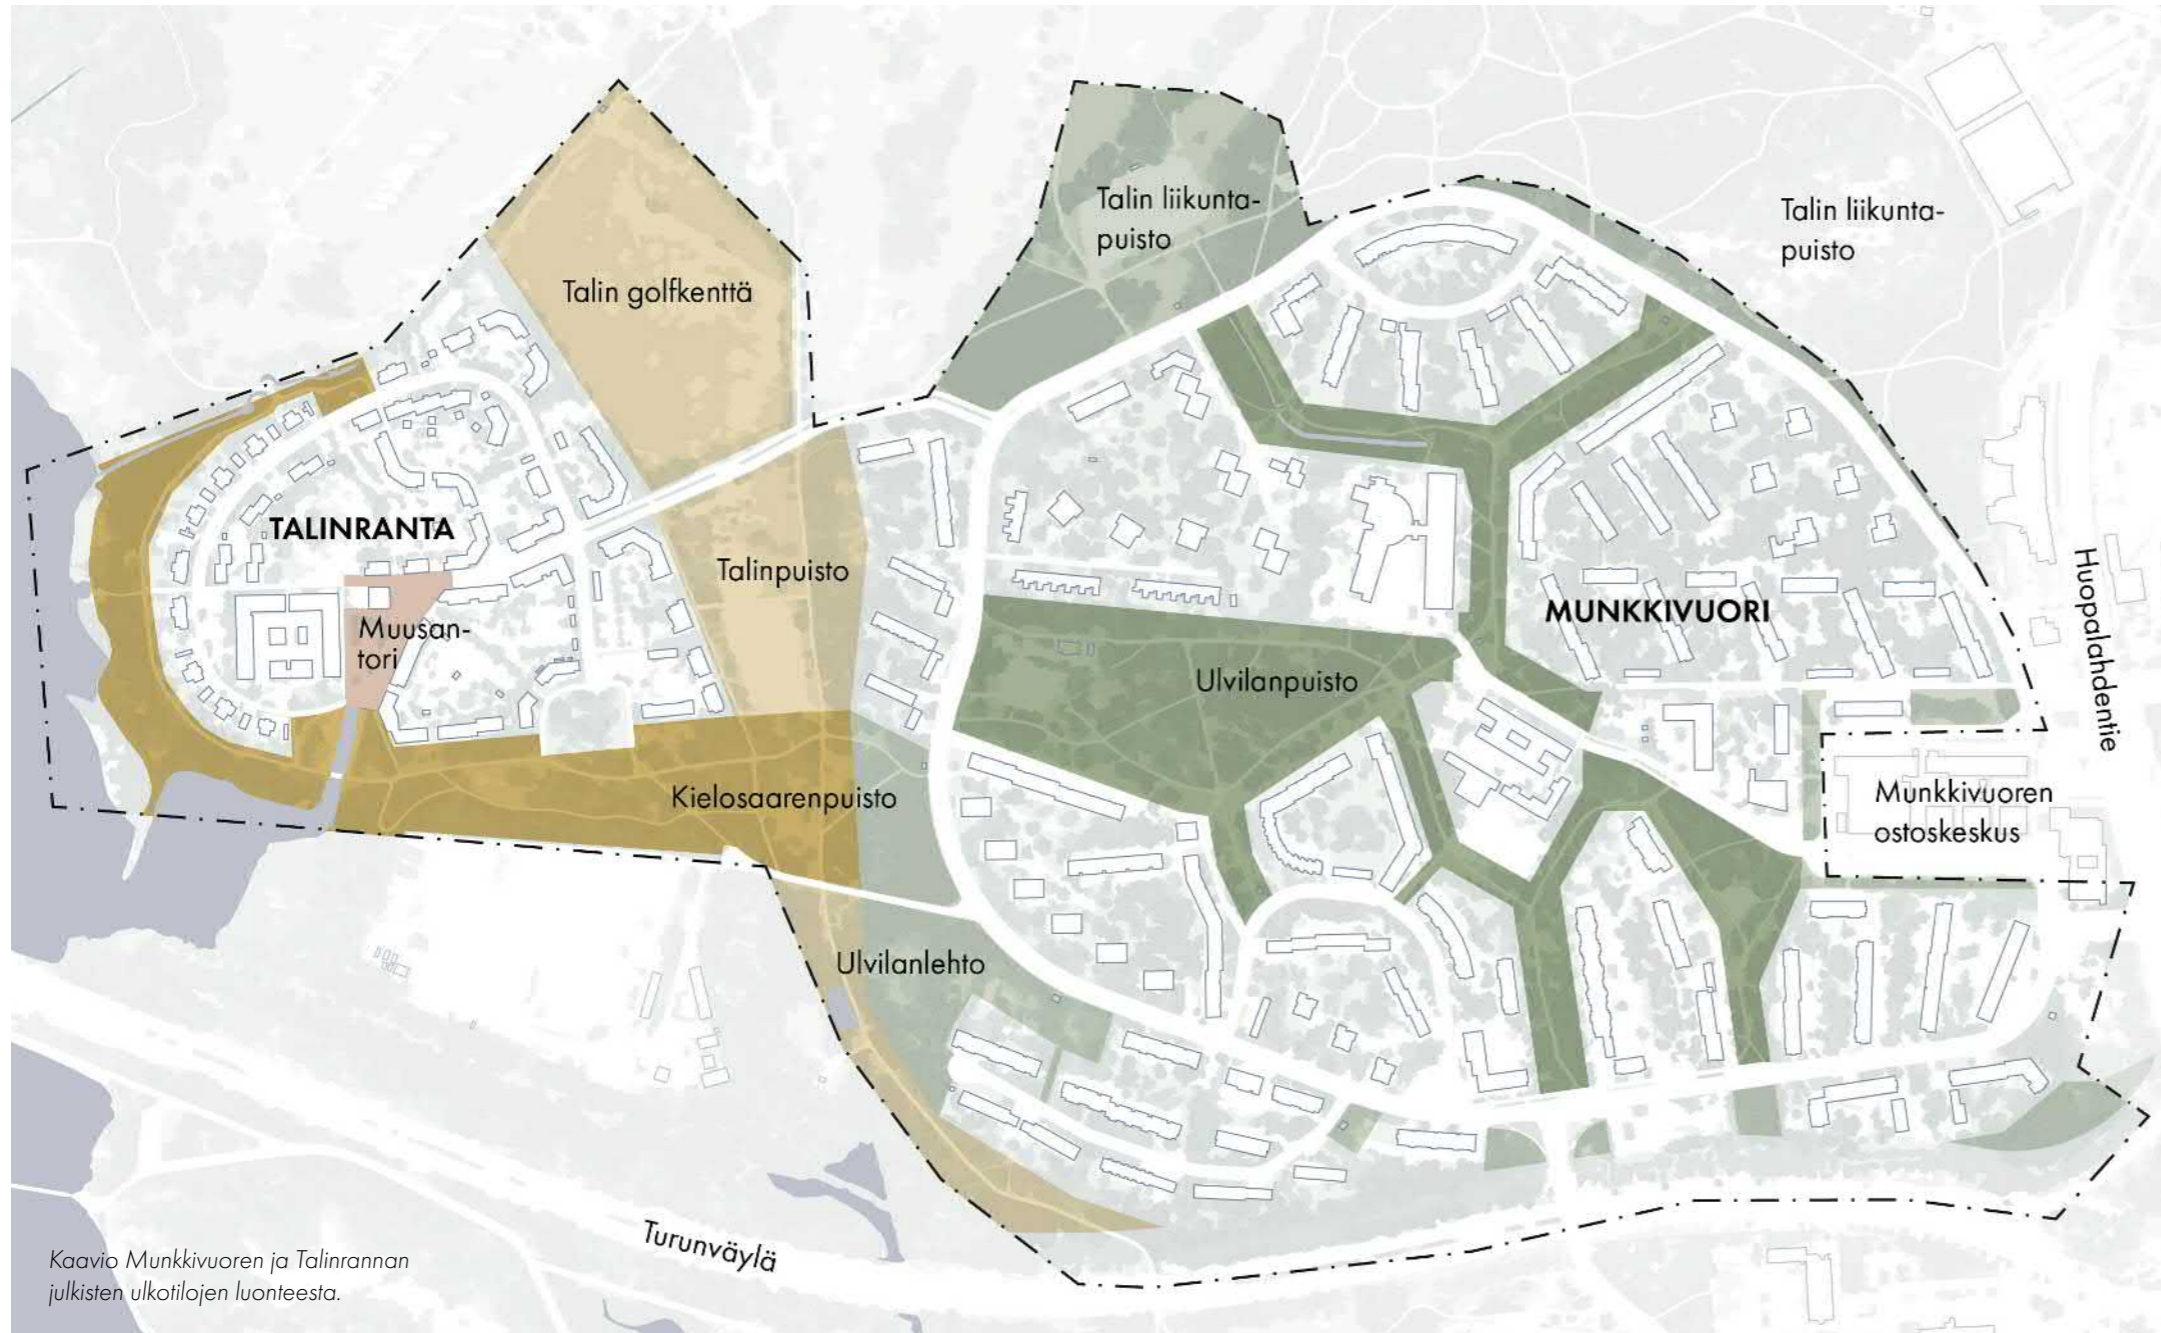 Talin liikunta-
puisto
Talin liikunta-
puisto
Talin golfkenttä
TALINRANTA
Talinpuisto
Muusan-
tori
MUNKKIVUORI
Huopalahdentie
Ulvilanpuisto
Kielosaarenpuisto
Munkkivuoren
ostoskeskus
Ulvilanlehto
Turunväylä
Kaavio Munkkivuoren ja Talinrannan
julkisten ulkotilojen luonteesta.